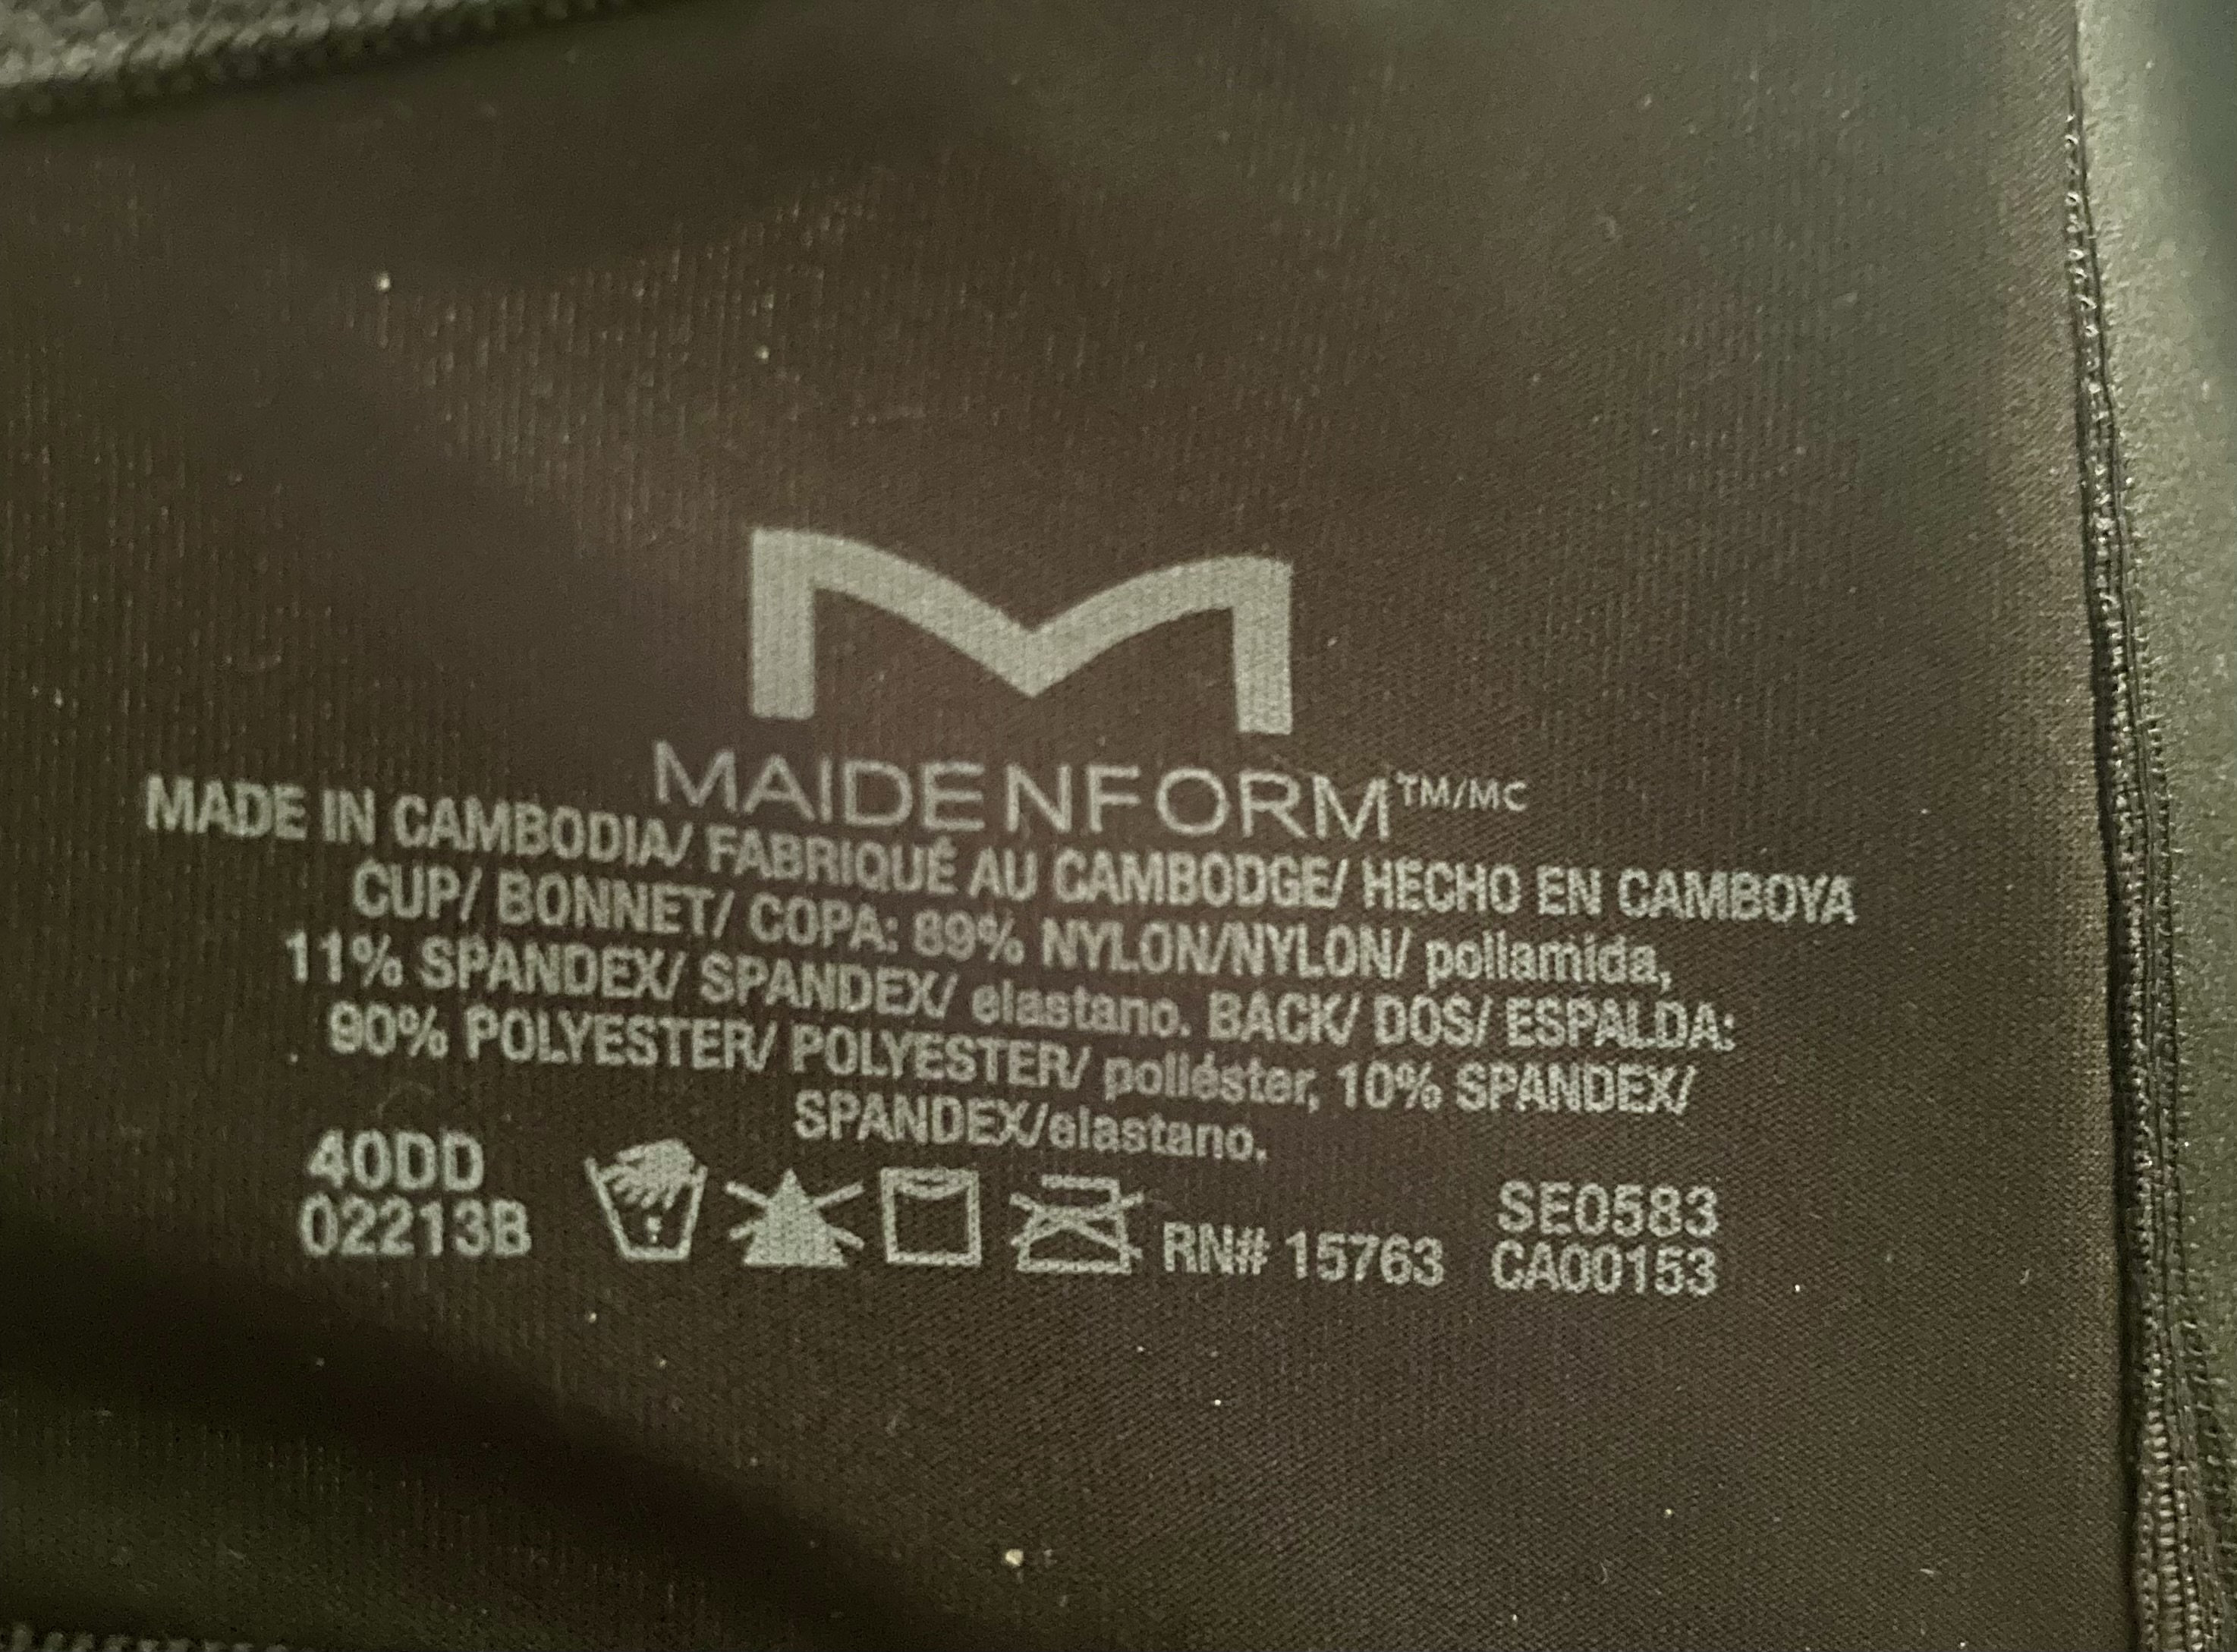 M
MAIDENFORM™/MC
MADE IN CAMBODIA/ FABRIQUÉ AU CAMBODGE/ HECHO EN CAMBOYA
CUP/ BONNET/ COPA: 89% NYLON/NYLON/ poliamida,
11% SPANDEX/ SPANDEX/ elastano. BACK/ DOS/ ESPALDA:
90% POLYESTER/ POLYESTER/ poliéster, 10% SPANDEX/
SPANDEX/elastano.
40DD
02213B
RN# 15763
SE0583
CA00153